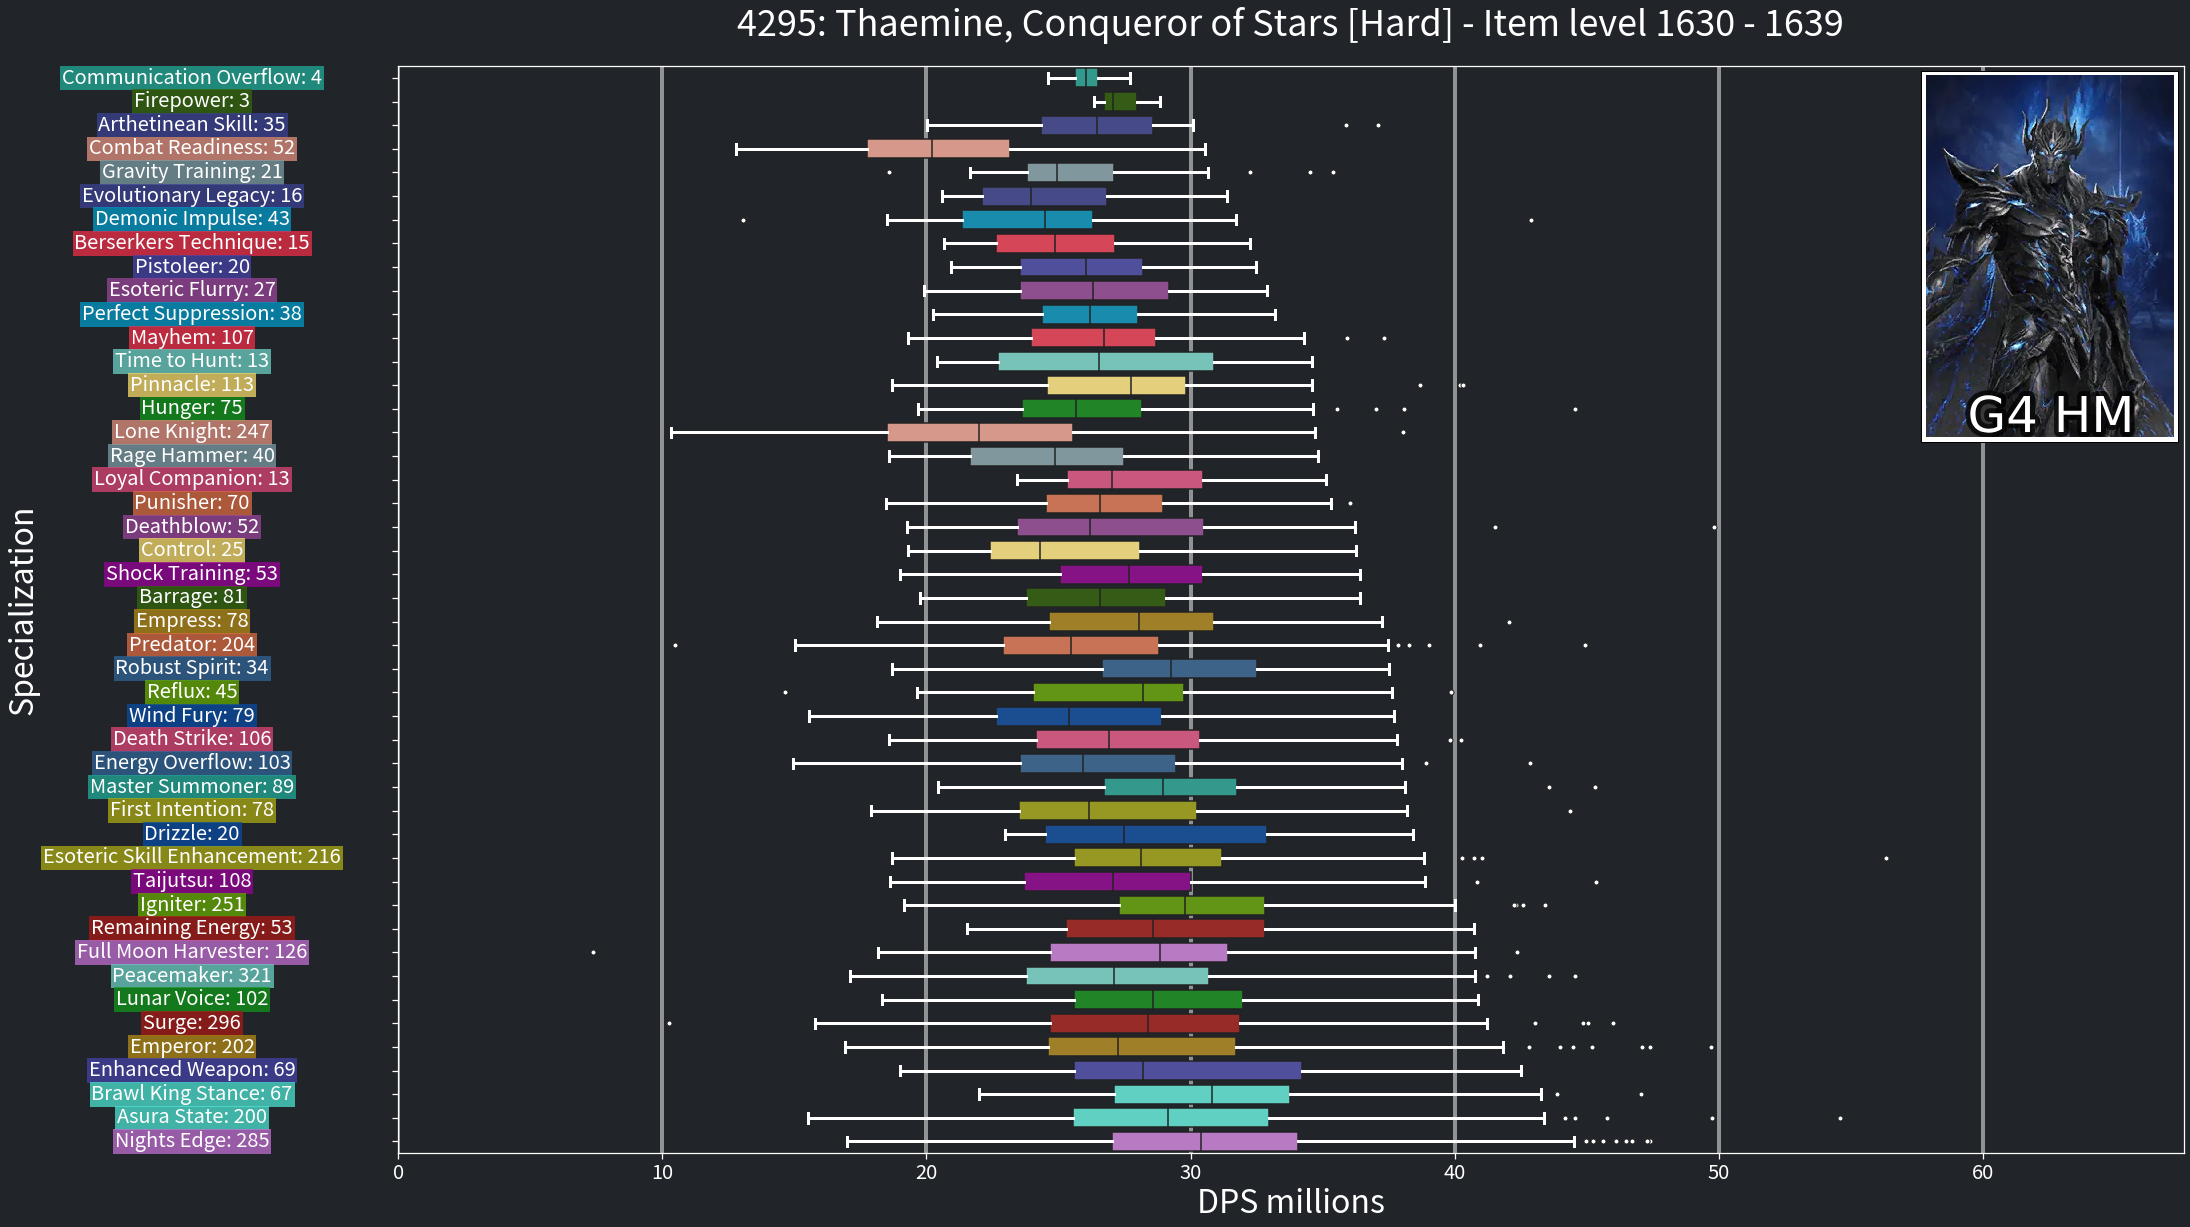 4295: Thaemine, Conqueror of Stars [Hard] - Item level 1630 - 1639
Communication Overflow: 4
Firepower: 3
Arthetinean Skill: 35
Combat Readiness: 52
Gravity Training: 21
Evolutionary Legacy: 16
Demonic Impulse: 43
Berserkers Technique: 15
Pistoleer: 20
Esoteric Flurry: 27
Perfect Suppression: 38
Mayhem: 107
Time to Hunt: 13
Pinnacle: 113
Hunger: 75
Lone Knight: 247
Rage Hammer: 40
Loyal Companion: 13
Punisher: 70
Deathblow: 52
Control: 25
Shock Training: 53
Barrage: 81
Empress: 78
Predator: 204
Robust Spirit: 34
Reflux: 45
Wind Fury: 79
Death Strike: 106
Energy Overflow: 103
Master Summoner: 89
First Intention: 78
Drizzle: 20
Esoteric Skill Enhancement: 216
Taijutsu: 108
Igniter: 251
Remaining Energy: 53
Full Moon Harvester: 126
Peacemaker: 321
Lunar Voice: 102
Surge: 296
Emperor: 202
Enhanced Weapon: 69
Brawl King Stance: 67
Asura State: 200
Nights Edge: 285
Specialization
G4 HM
0 10 20 30 40 50 60
DPS millions